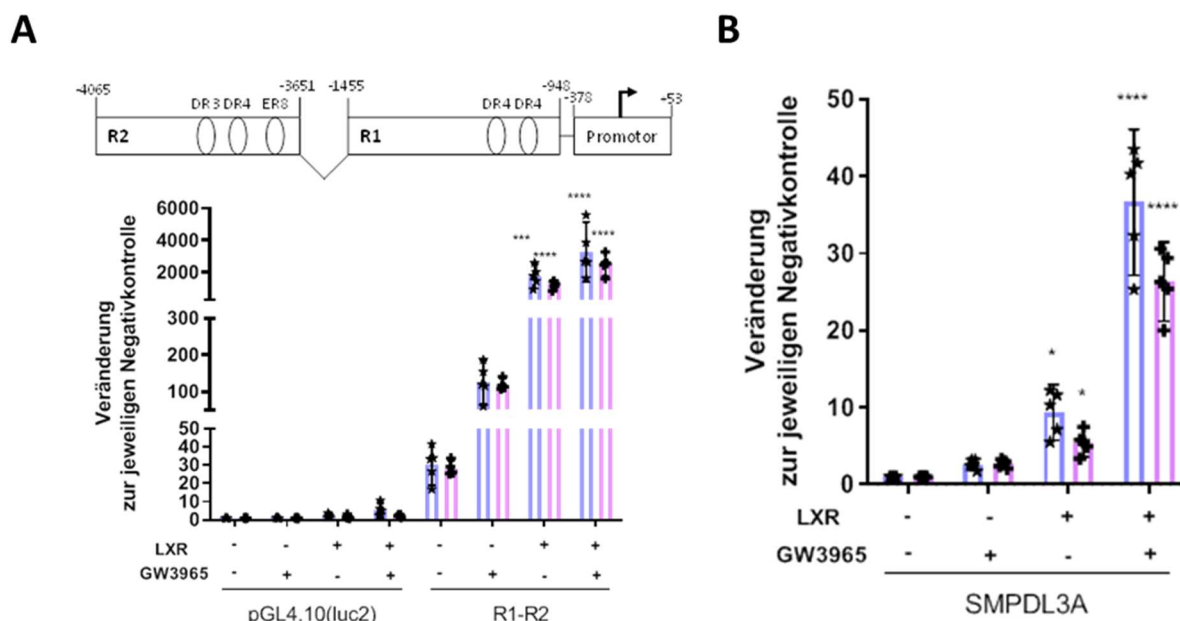 A
-4065
-3651
-1455
-948
-378
-53
DR3 DR4 ER8
DR4 DR4
R2
R1
Promotor
Veränderung
zur jeweiligen Negativkontrolle
6000
4000
2000
300
200
100
50
40
30
20
10
0
***
****
****
****
LXR - - + + - - + +
GW3965 - + - + - + - +
pGL4.10(luc2)
R1-R2
B
Veränderung
zur jeweiligen Negativkontrolle
50
40
30
20
10
0
*
*
****
****
LXR - - + +
GW3965 - + - +
SMPDL3A